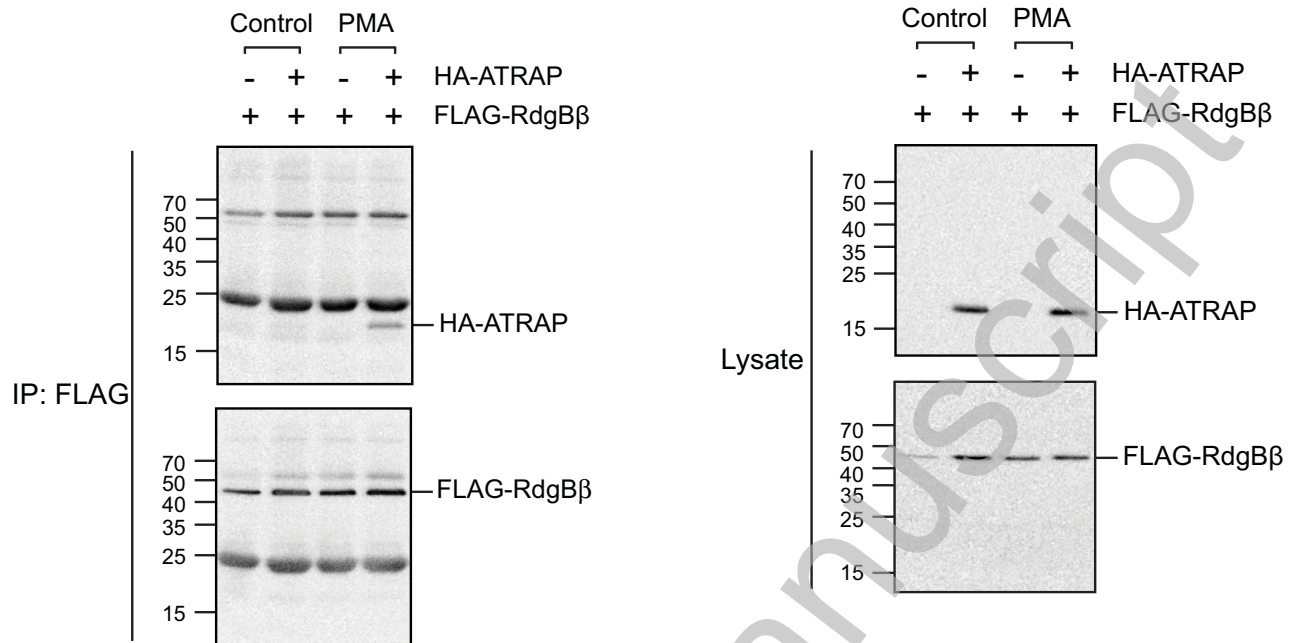 Control PMA
- + - + HA-ATRAP
+ + + + FLAG-RdgBβ
IP: FLAG
70
50
40
35
25
15
HA-ATRAP
70
50
40
35
25
15
FLAG-RdgBβ
Control PMA
- + - + HA-ATRAP
+ + + + FLAG-RdgBβ
Lysate
70
50
40
35
25
15
HA-ATRAP
70
50
40
35
25
15
FLAG-RdgBβ
anuscript